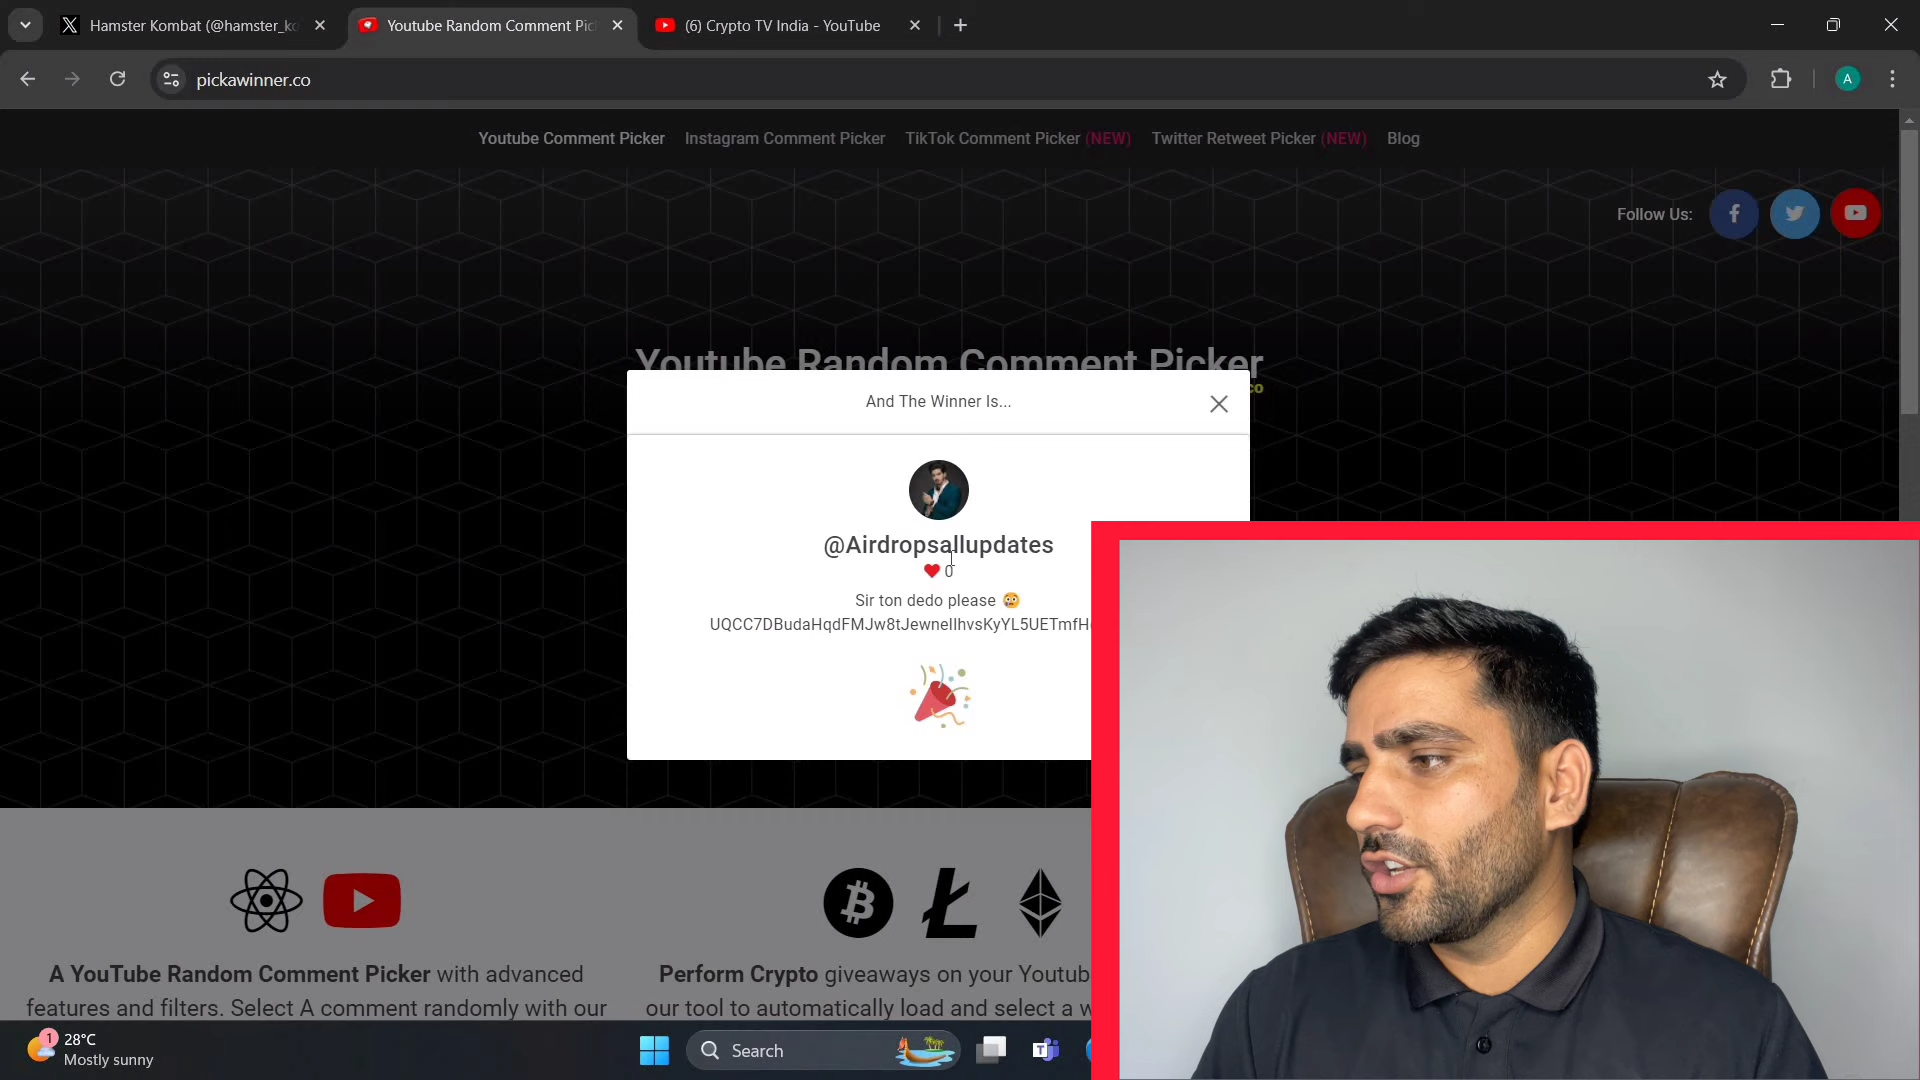 Hamster Kombat (@hamster_k
Youtube Random Comment Pic
(6) Crypto TV India - YouTube
pickawinner.co
A
Youtube Comment Picker
Instagram Comment Picker
TikTok Comment Picker (NEW)
Twitter Retweet Picker (NEW)
Blog
Follow Us:
Youtube Random Comment Picker
co
And The Winner Is...
@Airdropsallupdates
0
Sir ton dedo please 😳
A YouTube Random Comment Picker with advanced
features and filters. Select A comment randomly with our
Perform Crypto giveaways on your Youtub
our tool to automatically load and select a w
1
28°C
Mostly sunny
Search